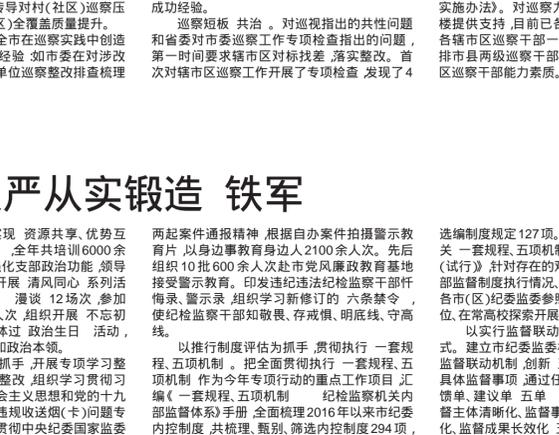 传导对村(社区)巡察压
区)全覆盖质量提升。
全市在巡察实践中创造
经验 如市委在对涉改
单位巡察整改排查梳理
成功经验。
巡察短板 共治 。对巡视指出的共性问题
和省委对市委巡察工作专项检查指出的问题 ,
第一时间要求辖市区对标找差 ,落实整改。首
次对辖市区巡察工作开展了专项检查 ,发现了4
实施办法》。对巡察力
楼提供支持 ,目前已各
各辖市区巡察干部一
排市县两级巡察干部
区巡察干部能力素质。
严从实锻造 铁军
实现 资源共享、优势互
,全年共培训6000余
强化支部政治功能 ,领导
开展 清风同心 系列活
漫谈 12场次 ,参加
人次 ,组织开展 不忘初
体过 政治生日 活动 ,
和政治本领。
抓手 ,开展专项学习整
整改 ,组织学习贯彻习
会主义思想和党的十九
违规收送烟(卡)问题专
贯彻中央纪委国家监委
两起案件通报精神 ,根据自办案件拍摄警示教
育片 ,以身边事教育身边人2100余人次。先后
组织10批600余人次赴市党风廉政教育基地
接受警示教育。印发违纪违法纪检监察干部忏
悔录、警示录 ,组织学习新修订的 六条禁令 ,
使纪检监察干部知敬畏、存戒惧、明底线、守高
线。
以推行制度评估为抓手 ,贯彻执行 一套规
程、五项机制 。把全面贯彻执行 一套规程、五
项机制 作为今年专项行动的重点工作项目 ,汇
编《 一套规程、五项机制 纪检监察机关内
部监督体系》手册 ,全面梳理2016年以来市纪委
内控制度 ,共梳理、甄别、筛选内控制度294项 ,
选编制度规定127项。
关 一套规程、五项机制
(试行)》,针对存在的
部监督制度执行情况、
各市(区)纪委监委参照
位、在常高校探索开展
以实行监督联动
式。建立市纪委监委
监督联动机制 ,创新
具体监督事项 ,通过任
馈单、建议单 五单
督主体清晰化、监督事
化、监督成果长效化